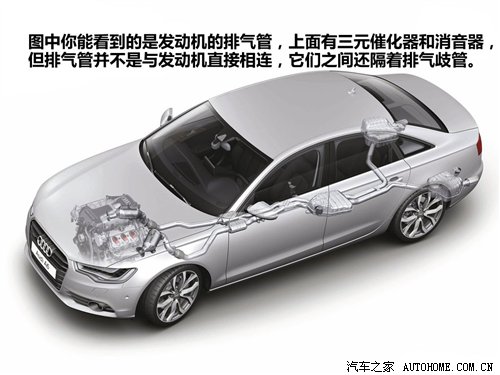 图中你能看到的是发动机的排气管，上面有三元催化器和消音器，
但排气管并不是与发动机直接相连，它们之间还隔着排气歧管。
汽车之家 AUTOHOME.COM.CN